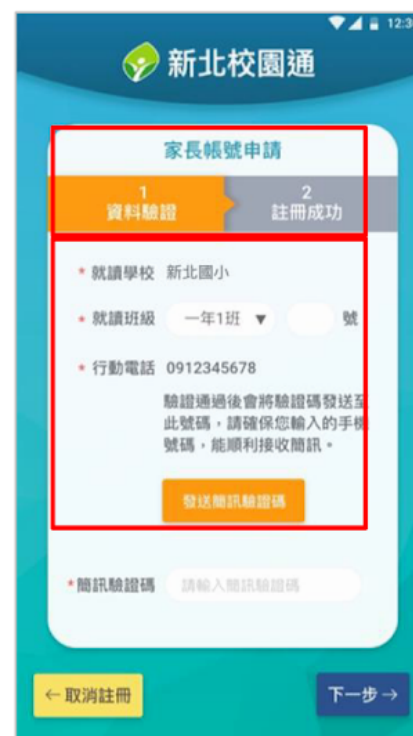 12:3
新北校園通
家長帳號申請
1
資料驗證
2
註冊成功
* 就讀學校 新北國小
* 就讀班級 一年1班 ▼ 號
* 行動電話 0912345678
驗證通過後會將驗證碼發送至
此號碼，請確保您輸入的手機
號碼，能順利接收簡訊。
發送簡訊驗證碼
*簡訊驗證碼 請輸入簡訊驗證碼
←取消註冊 下一步→